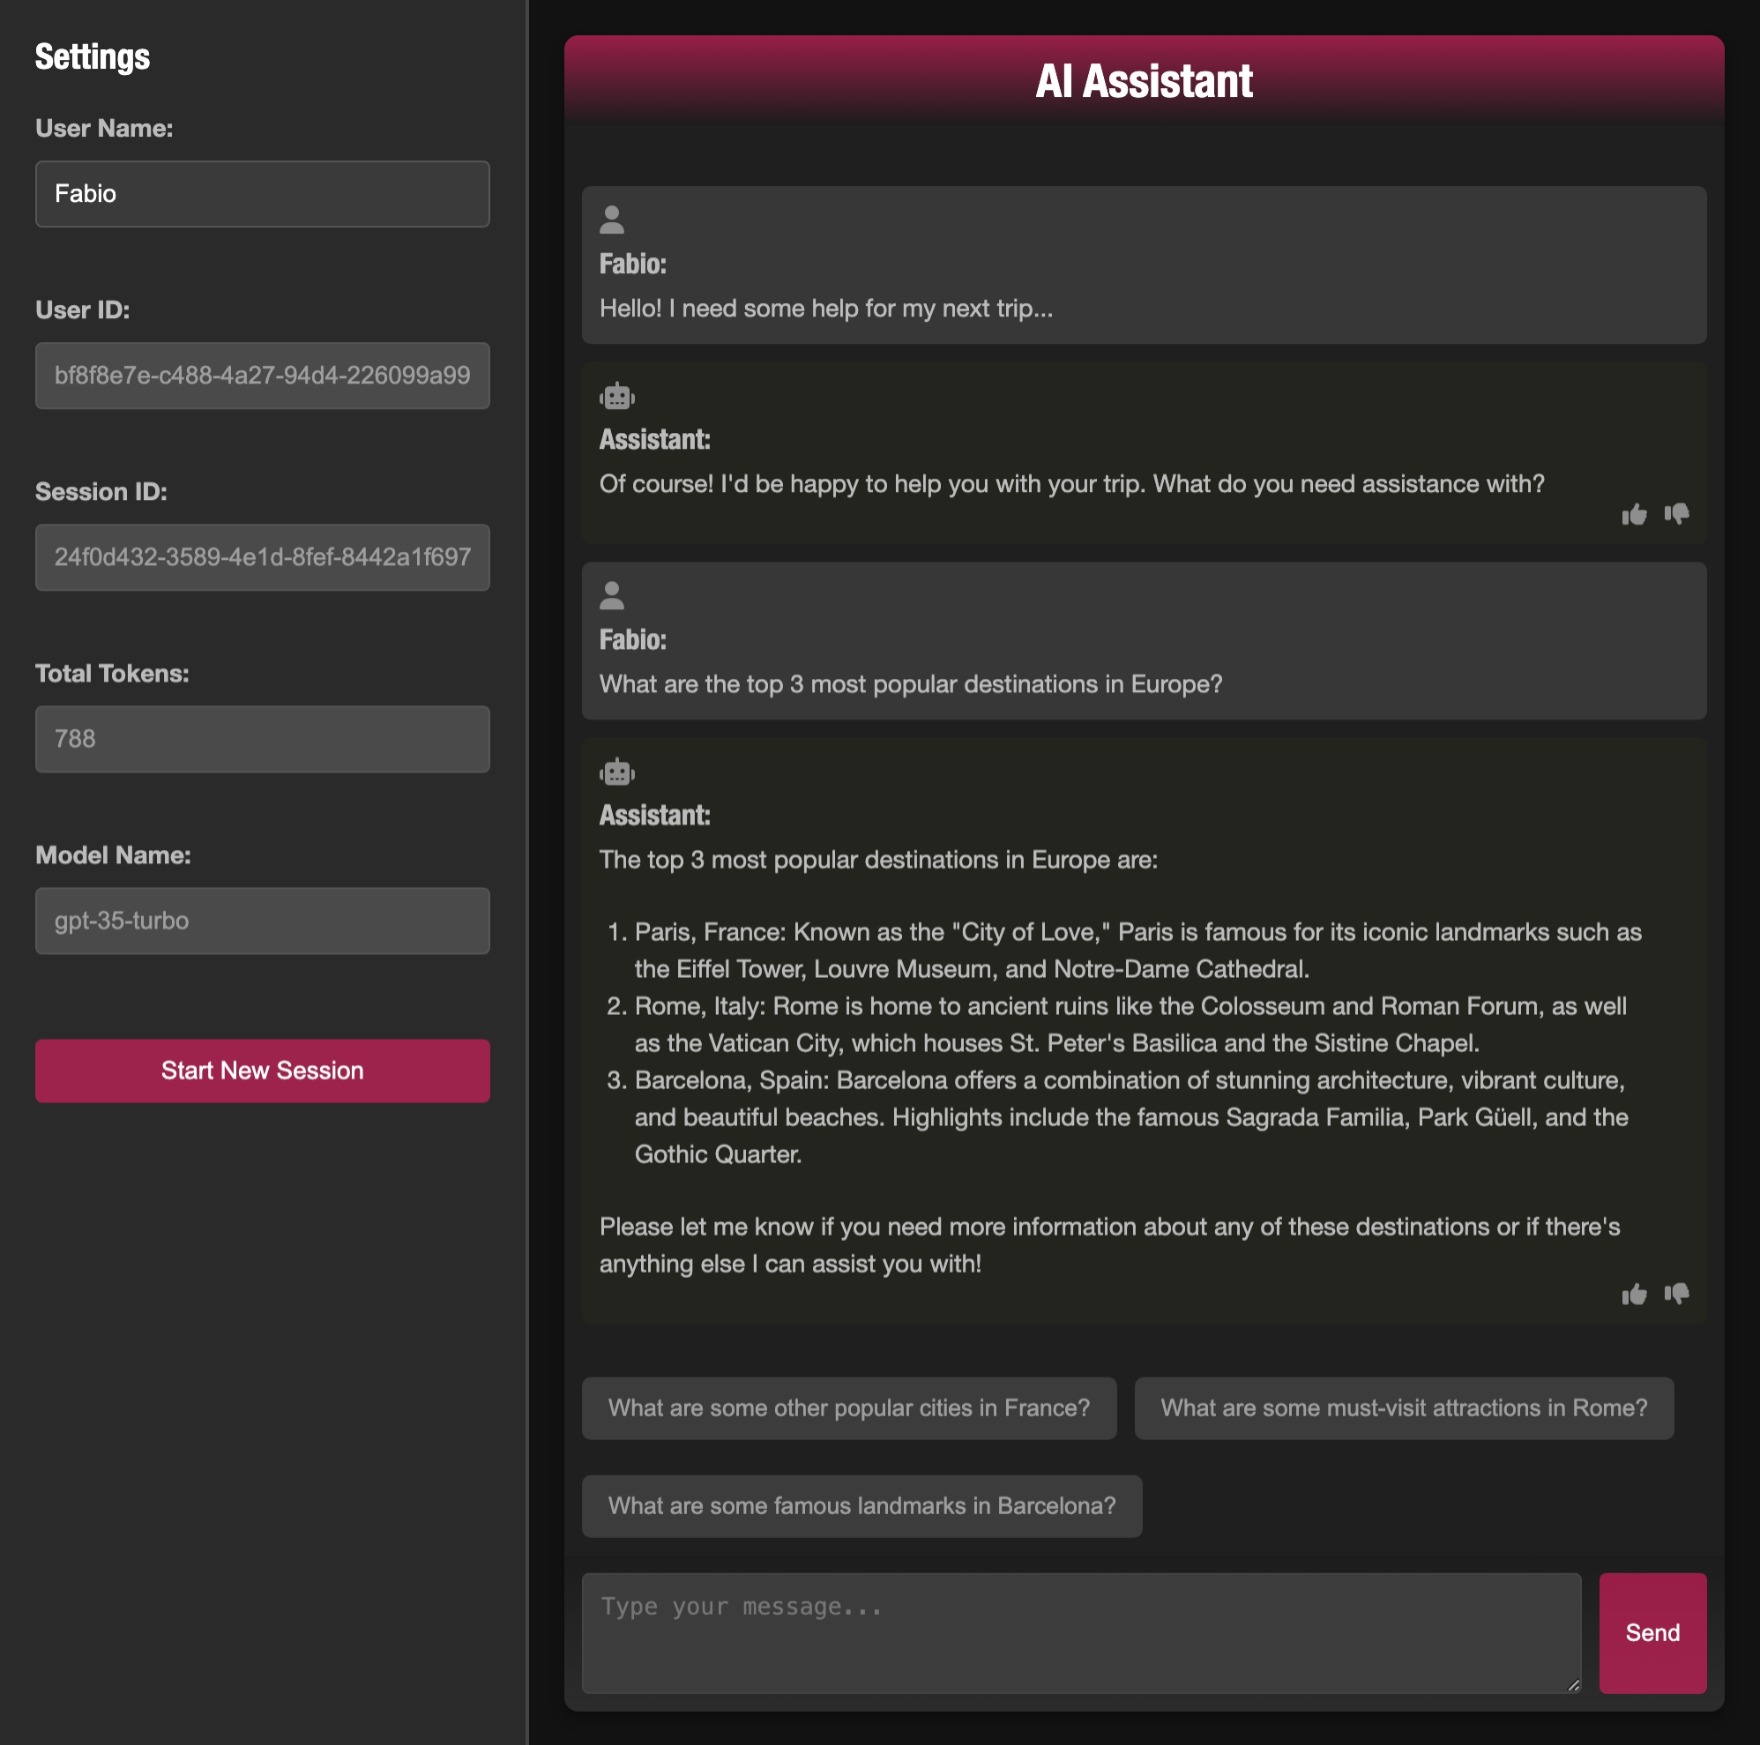 Settings
User Name:
Fabio
User ID:
bf8f8e7e-c488-4a27-94d4-226099a99
Session ID:
24f0d432-3589-4e1d-8fef-8442a1f697
Total Tokens:
788
Model Name:
gpt-35-turbo
Start New Session
AI Assistant
Fabio:
Hello! I need some help for my next trip...
Assistant:
Of course! I'd be happy to help you with your trip. What do you need assistance with?
Fabio:
What are the top 3 most popular destinations in Europe?
Assistant:
The top 3 most popular destinations in Europe are:
1. Paris, France: Known as the "City of Love," Paris is famous for its iconic landmarks such as
the Eiffel Tower, Louvre Museum, and Notre-Dame Cathedral.
2. Rome, Italy: Rome is home to ancient ruins like the Colosseum and Roman Forum, as well
as the Vatican City, which houses St. Peter's Basilica and the Sistine Chapel.
3. Barcelona, Spain: Barcelona offers a combination of stunning architecture, vibrant culture,
and beautiful beaches. Highlights include the famous Sagrada Familia, Park Güell, and the
Gothic Quarter.
Please let me know if you need more information about any of these destinations or if there's
anything else I can assist you with!
What are some other popular cities in France?
What are some must-visit attractions in Rome?
What are some famous landmarks in Barcelona?
Type your message...
Send